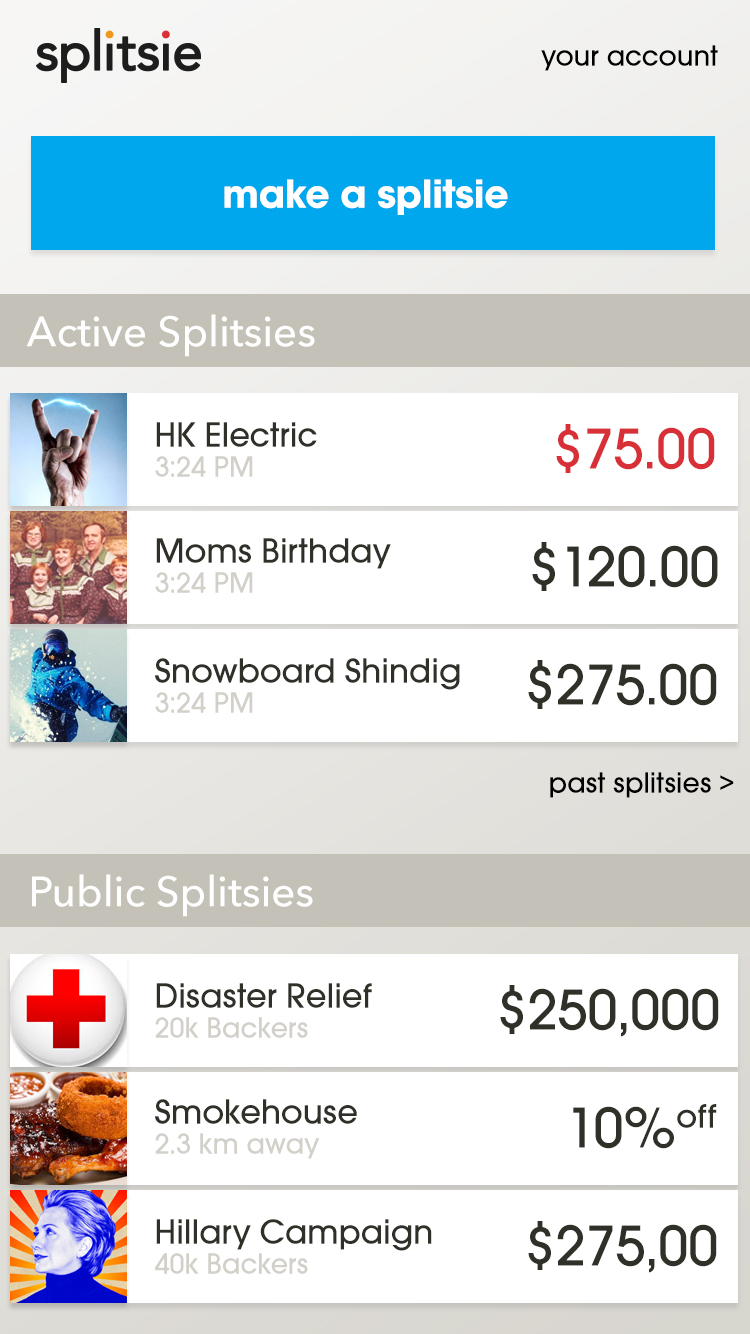 splitsie
your account
make a splitsie
Active Splitsies
HK Electric
3:24 PM
$75.00
Moms Birthday
3:24 PM
$120.00
Snowboard Shindig
3:24 PM
$275.00
past splitsies >
Public Splitsies
Disaster Relief
20k Backers
$250,000
Smokehouse
2.3 km away
10% off
Hillary Campaign
40k Backers
$275,00